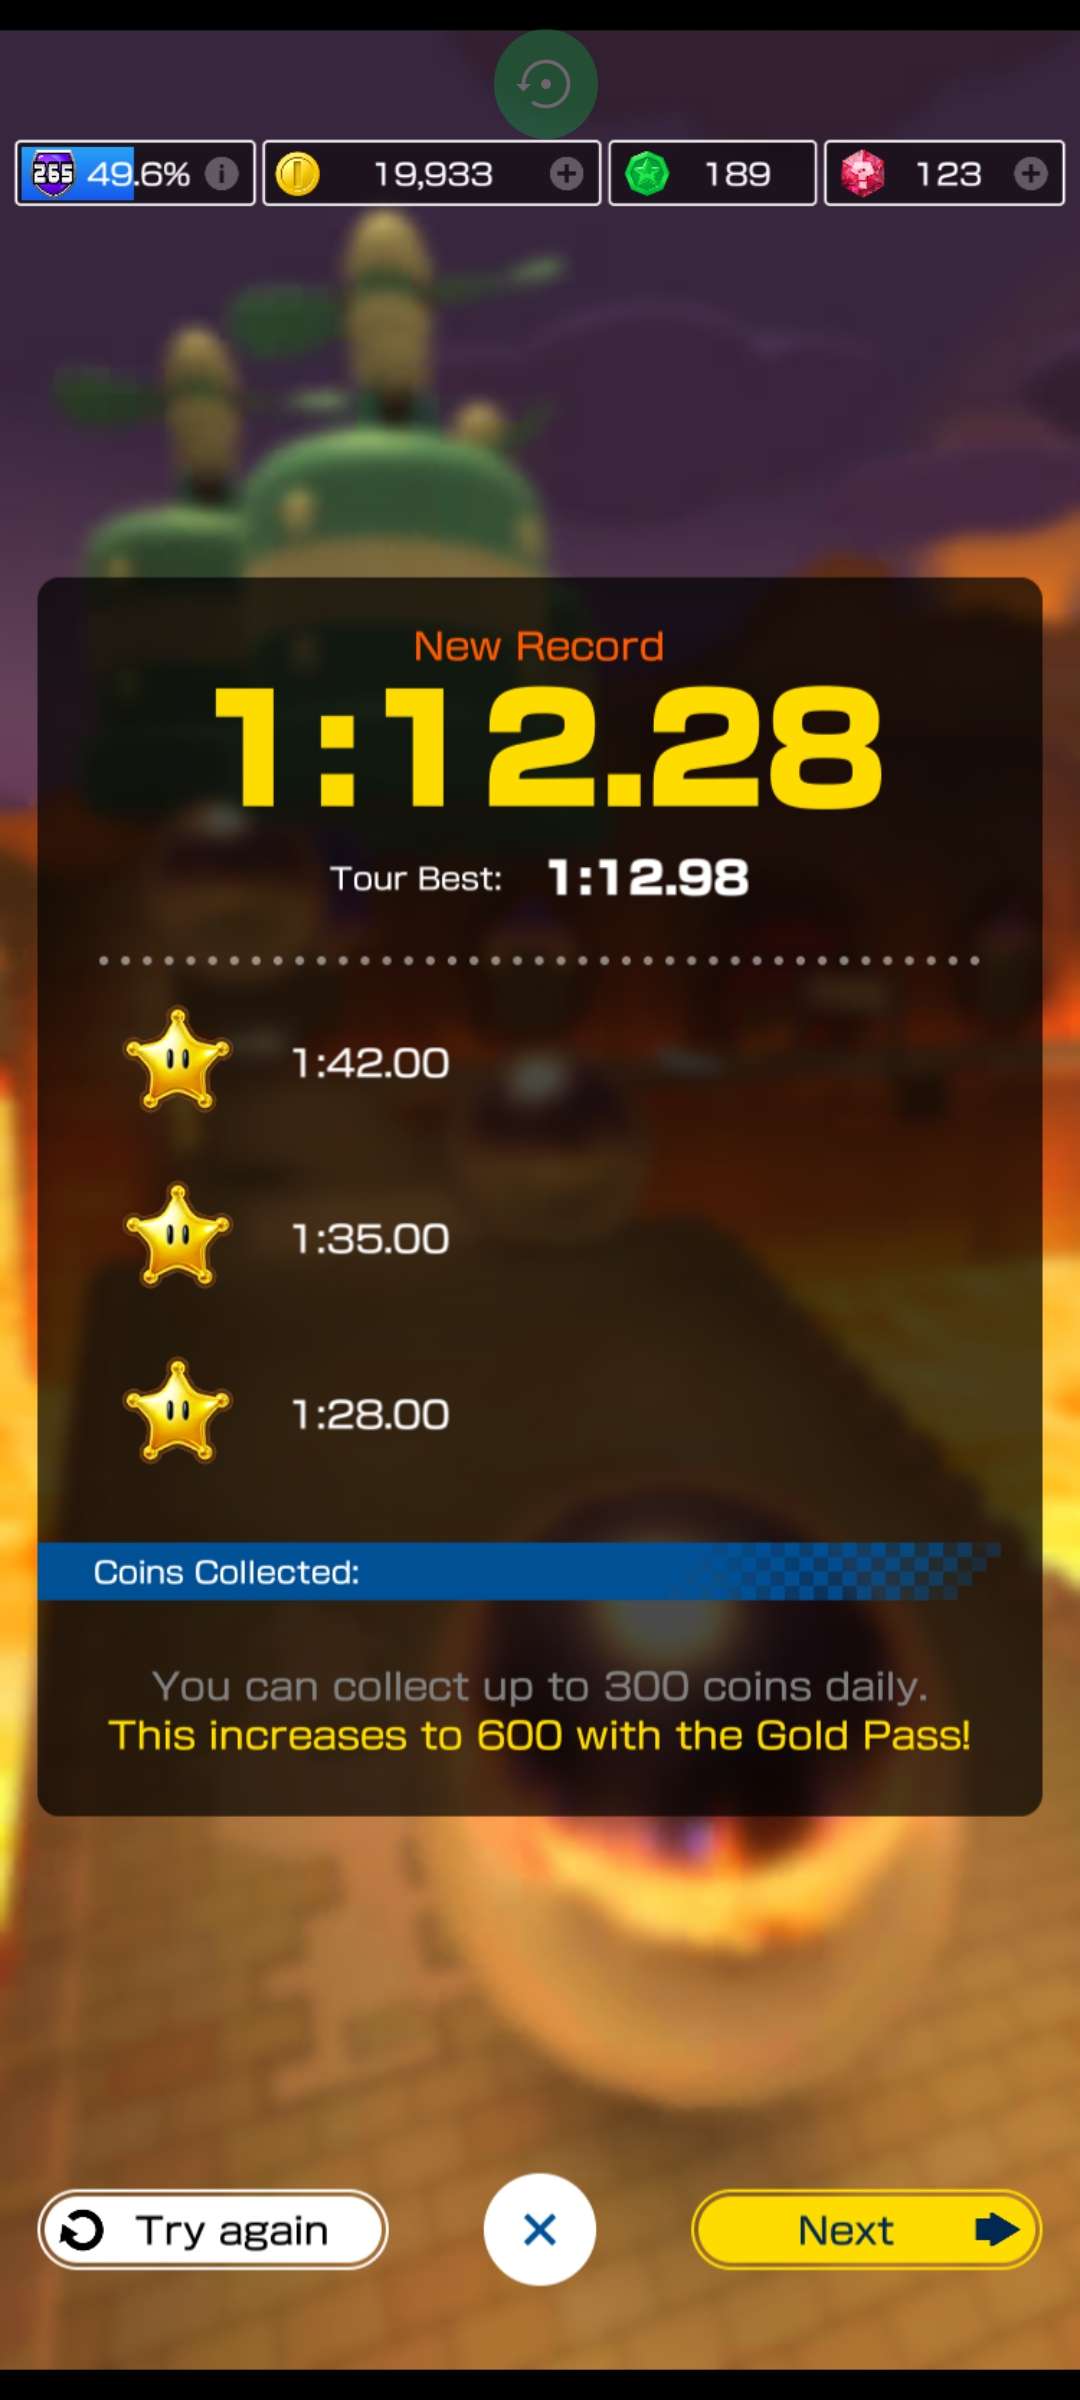 265 49.6% 19,933 189 123
New Record
1:12.28
Tour Best: 1:12.98
1:42.00
1:35.00
1:28.00
Coins Collected:
You can collect up to 300 coins daily.
This increases to 600 with the Gold Pass!
Try again Next